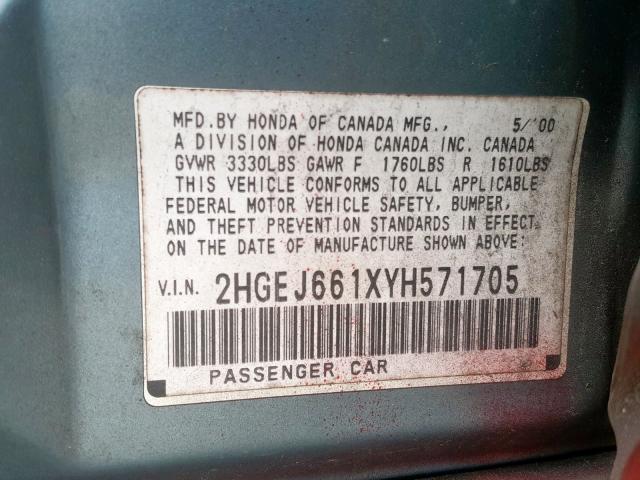 MFD.BY HONDA OF CANADA MFG., 5/'00
A DIVISION OF HONDA CANADA INC. CANADA
GVWR 3330LBS GAWR F 1760LBS R 1610LBS
THIS VEHICLE CONFORMS TO ALL APPLICABLE
FEDERAL MOTOR VEHICLE SAFETY, BUMPER,
AND THEFT PREVENTION STANDARDS IN EFFECT
ON THE DATE OF MANUFACTURE SHOWN ABOVE:
V.I.N. 2HGEJ661XYH571705
PASSENGER CAR